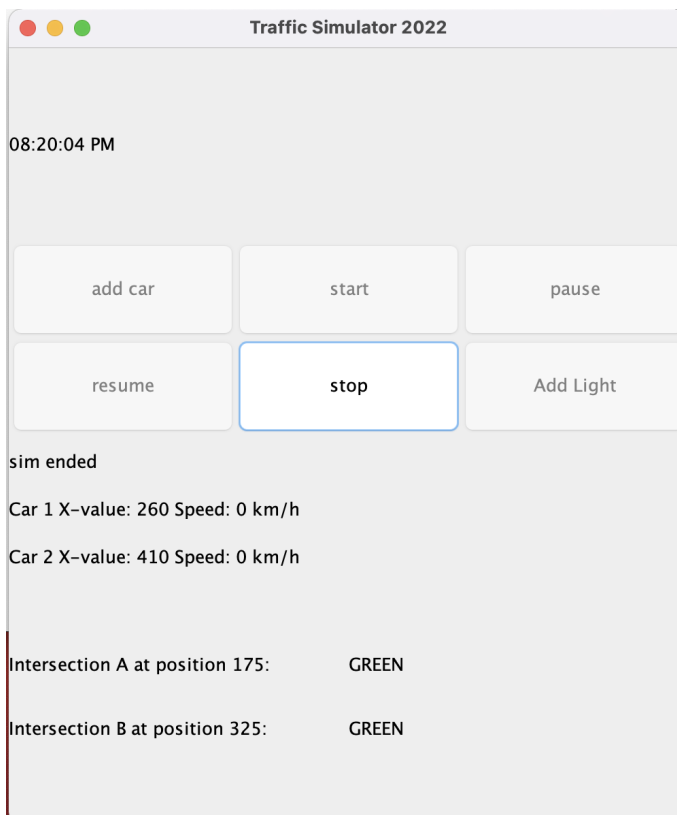 Traffic Simulator 2022
08:20:04 PM
add car start pause
resume stop Add Light
sim ended
Car 1 X-value: 260 Speed: 0 km/h
Car 2 X-value: 410 Speed: 0 km/h
Intersection A at position 175: GREEN
Intersection B at position 325: GREEN